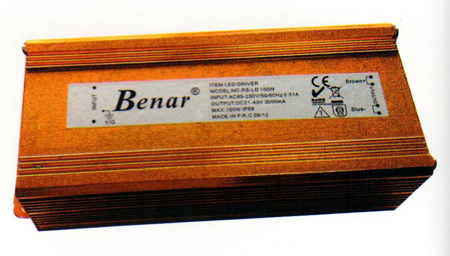 INPUT
Y/G
Benar®
ITEM:LED DRIVER
MODEL NO:RS-LD 100W
INPUT:AC85-250V/50/60Hz 0.51A
OUTPUT:DC21-40V 3000mA
MAX:100W IP66
MADE IN P.R.C 09/12
CE
Brown+
Blue-
OUTPUT